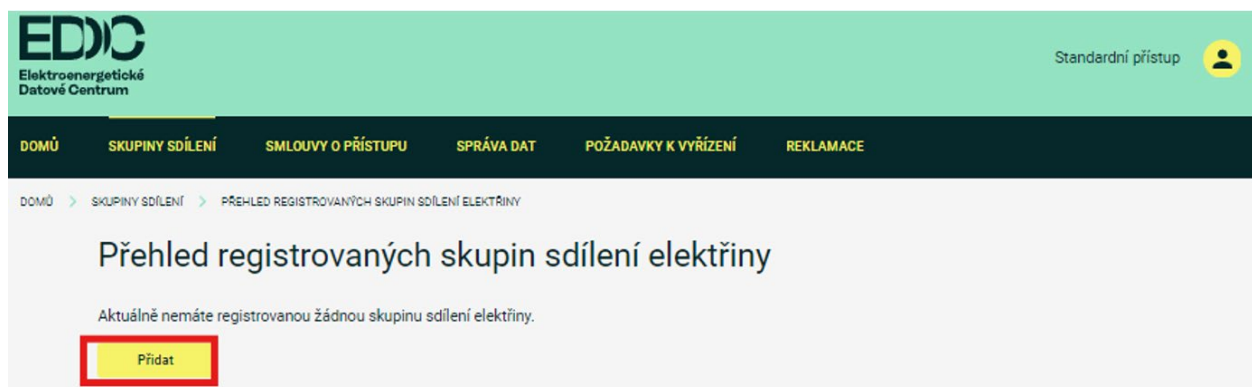 EDC
Elektroenergetické
Datové Centrum
Standardní přístup
DOMŮ SKUPINY SDÍLENÍ SMLOUVY O PŘÍSTUPU SPRÁVA DAT POŽADAVKY K VYŘÍZENÍ REKLAMACE
DOMŮ > SKUPINY SDÍLENÍ > PŘEHLED REGISTROVANÝCH SKUPIN SDÍLENÍ ELEKTŘINY
Přehled registrovaných skupin sdílení elektřiny
Aktuálně nemáte registrovanou žádnou skupinu sdílení elektřiny.
Přidat